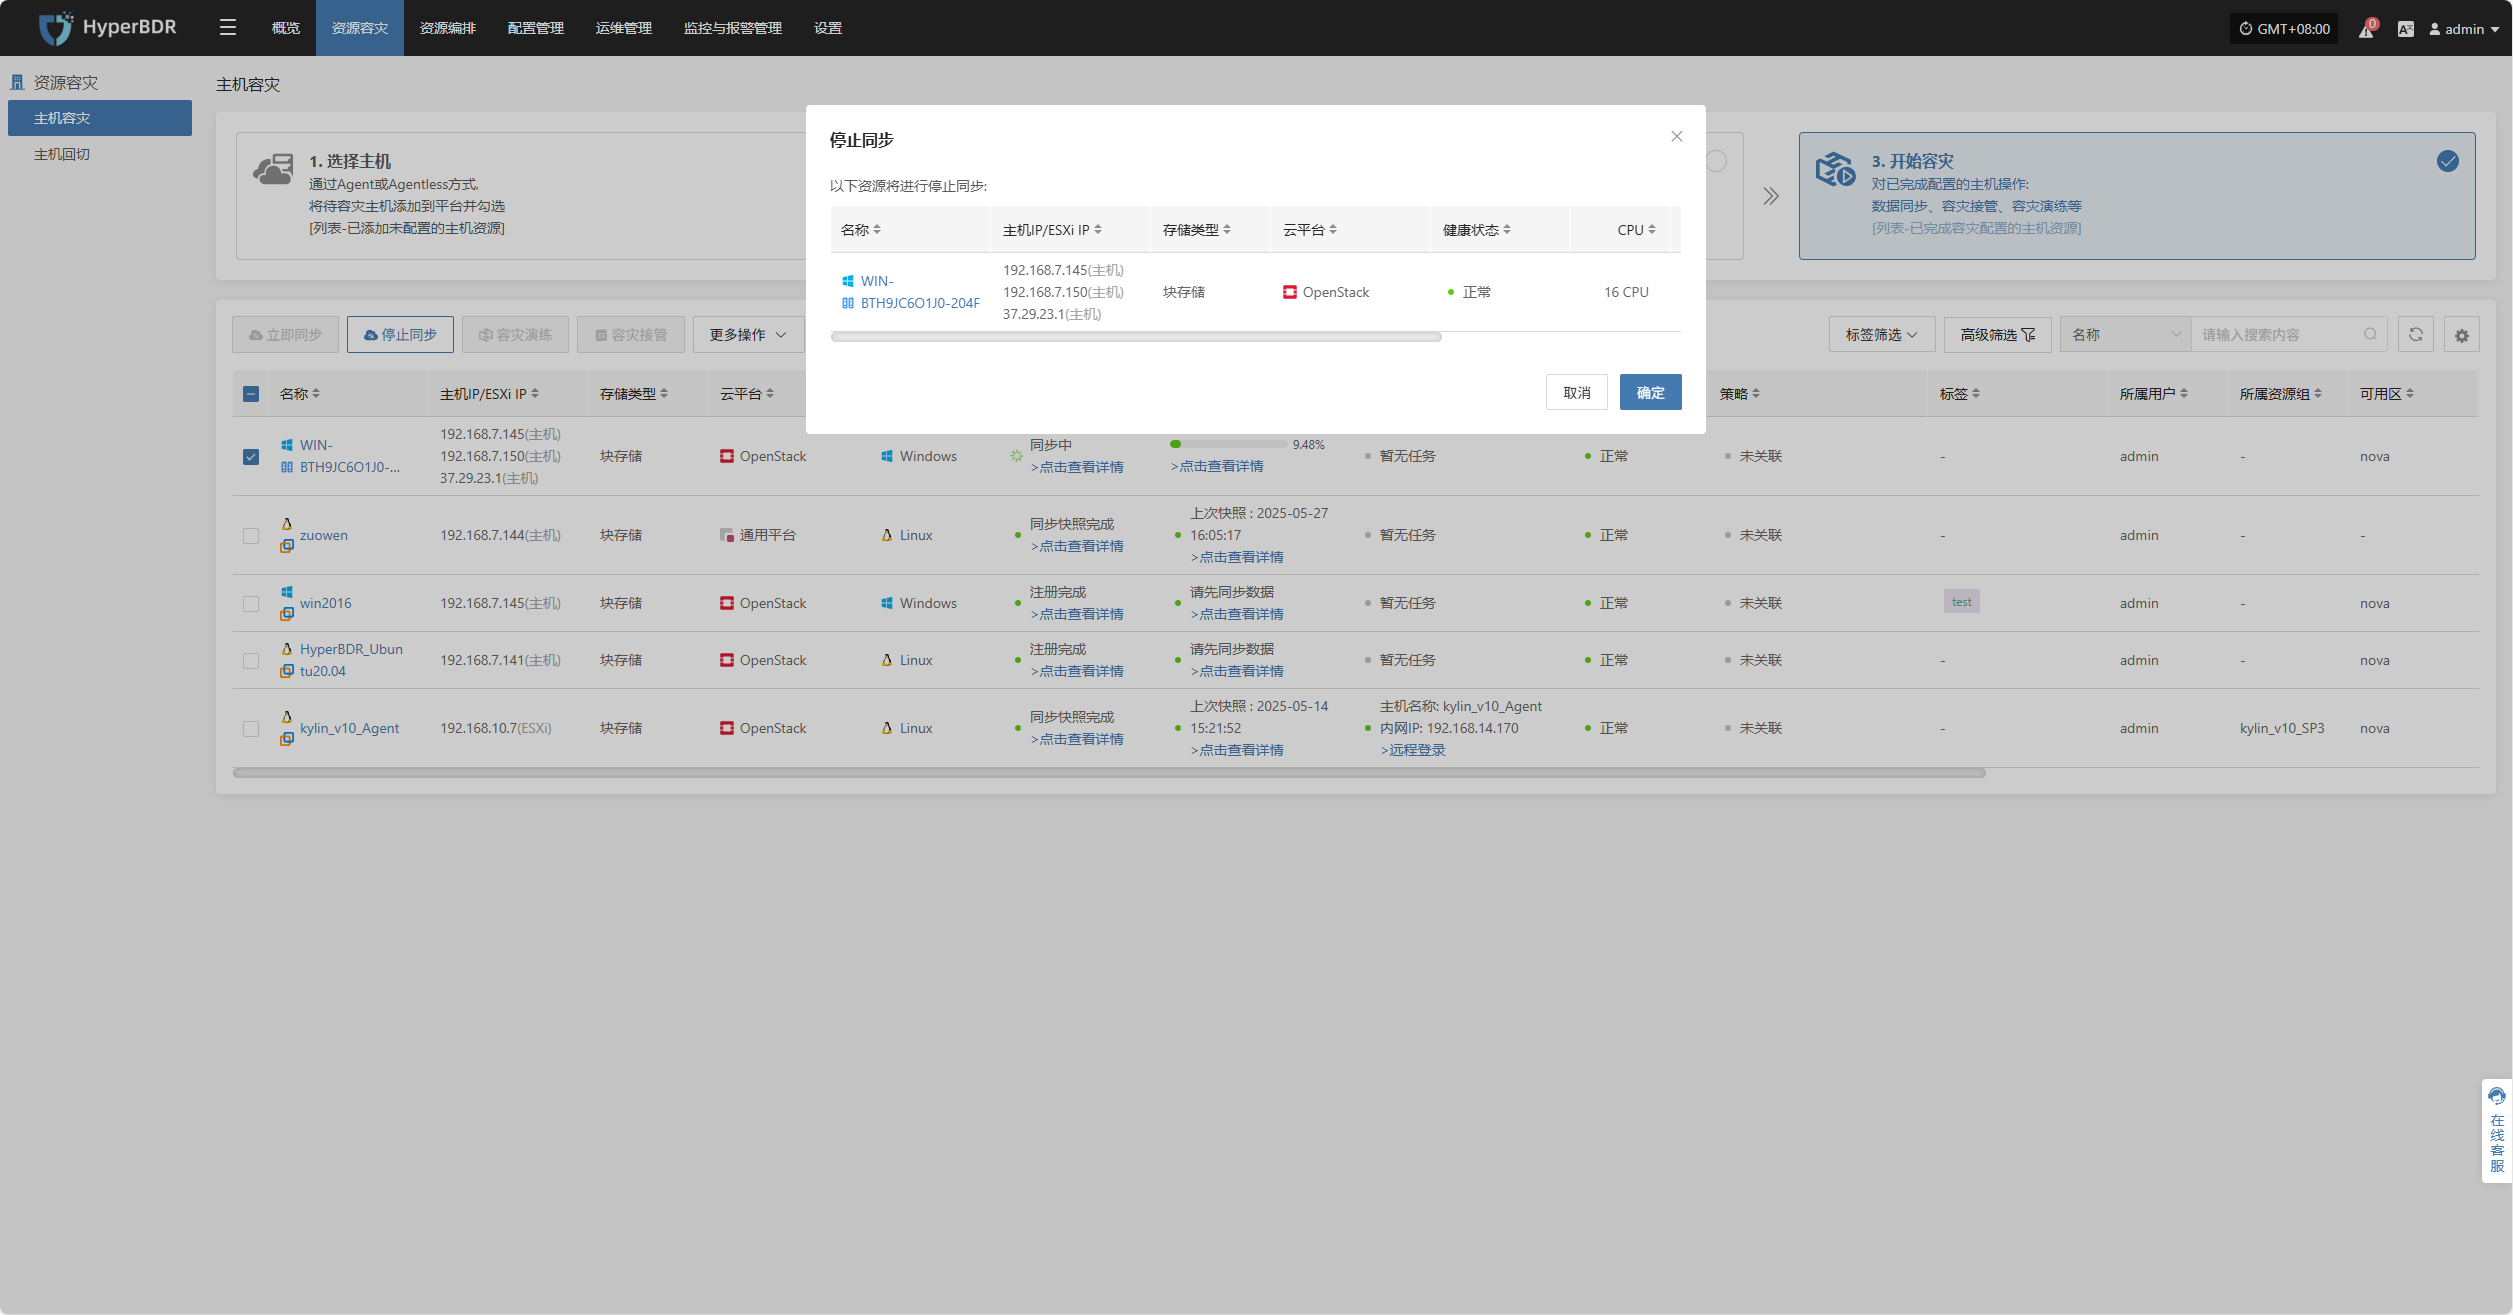 HyperBDR
概览
资源容灾
资源编排
配置管理
运维管理
监控与报警管理
设置
GMT+08:00
0
admin
资源容灾
主机容灾
主机回切
主机容灾
1. 选择主机
通过Agent或Agentless方式,
将待容灾主机添加到平台并勾选
[列表-已添加未配置的主机资源]
3. 开始容灾
对已完成配置的主机操作:
数据同步、容灾接管、容灾演练等
[列表-已完成容灾配置的主机资源]
停止同步
以下资源将进行停止同步:
名称 主机IP/ESXi IP 存储类型 云平台 健康状态 CPU
WIN-BTH9JC6O1J0-204F
192.168.7.145(主机)
192.168.7.150(主机)
37.29.23.1(主机)
块存储 OpenStack 正常 16 CPU
取消 确定
立即同步 停止同步 容灾演练 容灾接管 更多操作
标签筛选 高级筛选 名称 请输入搜索内容
名称 主机IP/ESXi IP 存储类型 云平台 策略 标签 所属用户 所属资源组 可用区
WIN-
BTH9JC6O1J0-...
192.168.7.145(主机)
192.168.7.150(主机)
37.29.23.1(主机)
块存储 OpenStack Windows
同步中
>点击查看详情
9.48%
>点击查看详情
暂无任务 正常 未关联 - admin - nova
zuowen 192.168.7.144(主机) 块存储 通用平台 Linux
同步快照完成
>点击查看详情
上次快照 : 2025-05-27
16:05:17
>点击查看详情
暂无任务 正常 未关联 - admin - -
win2016 192.168.7.145(主机) 块存储 OpenStack Windows
注册完成
>点击查看详情
请先同步数据
>点击查看详情
暂无任务 正常 未关联 test admin - nova
HyperBDR_Ubun
tu20.04
192.168.7.141(主机) 块存储 OpenStack Linux
注册完成
>点击查看详情
请先同步数据
>点击查看详情
暂无任务 正常 未关联 - admin - nova
kylin_v10_Agent 192.168.10.7(ESXi) 块存储 OpenStack Linux
同步快照完成
>点击查看详情
上次快照 : 2025-05-14
15:21:52
>点击查看详情
主机名称: kylin_v10_Agent
内网IP: 192.168.14.170
>远程登录
正常 未关联 - admin kylin_v10_SP3 nova
在线客服